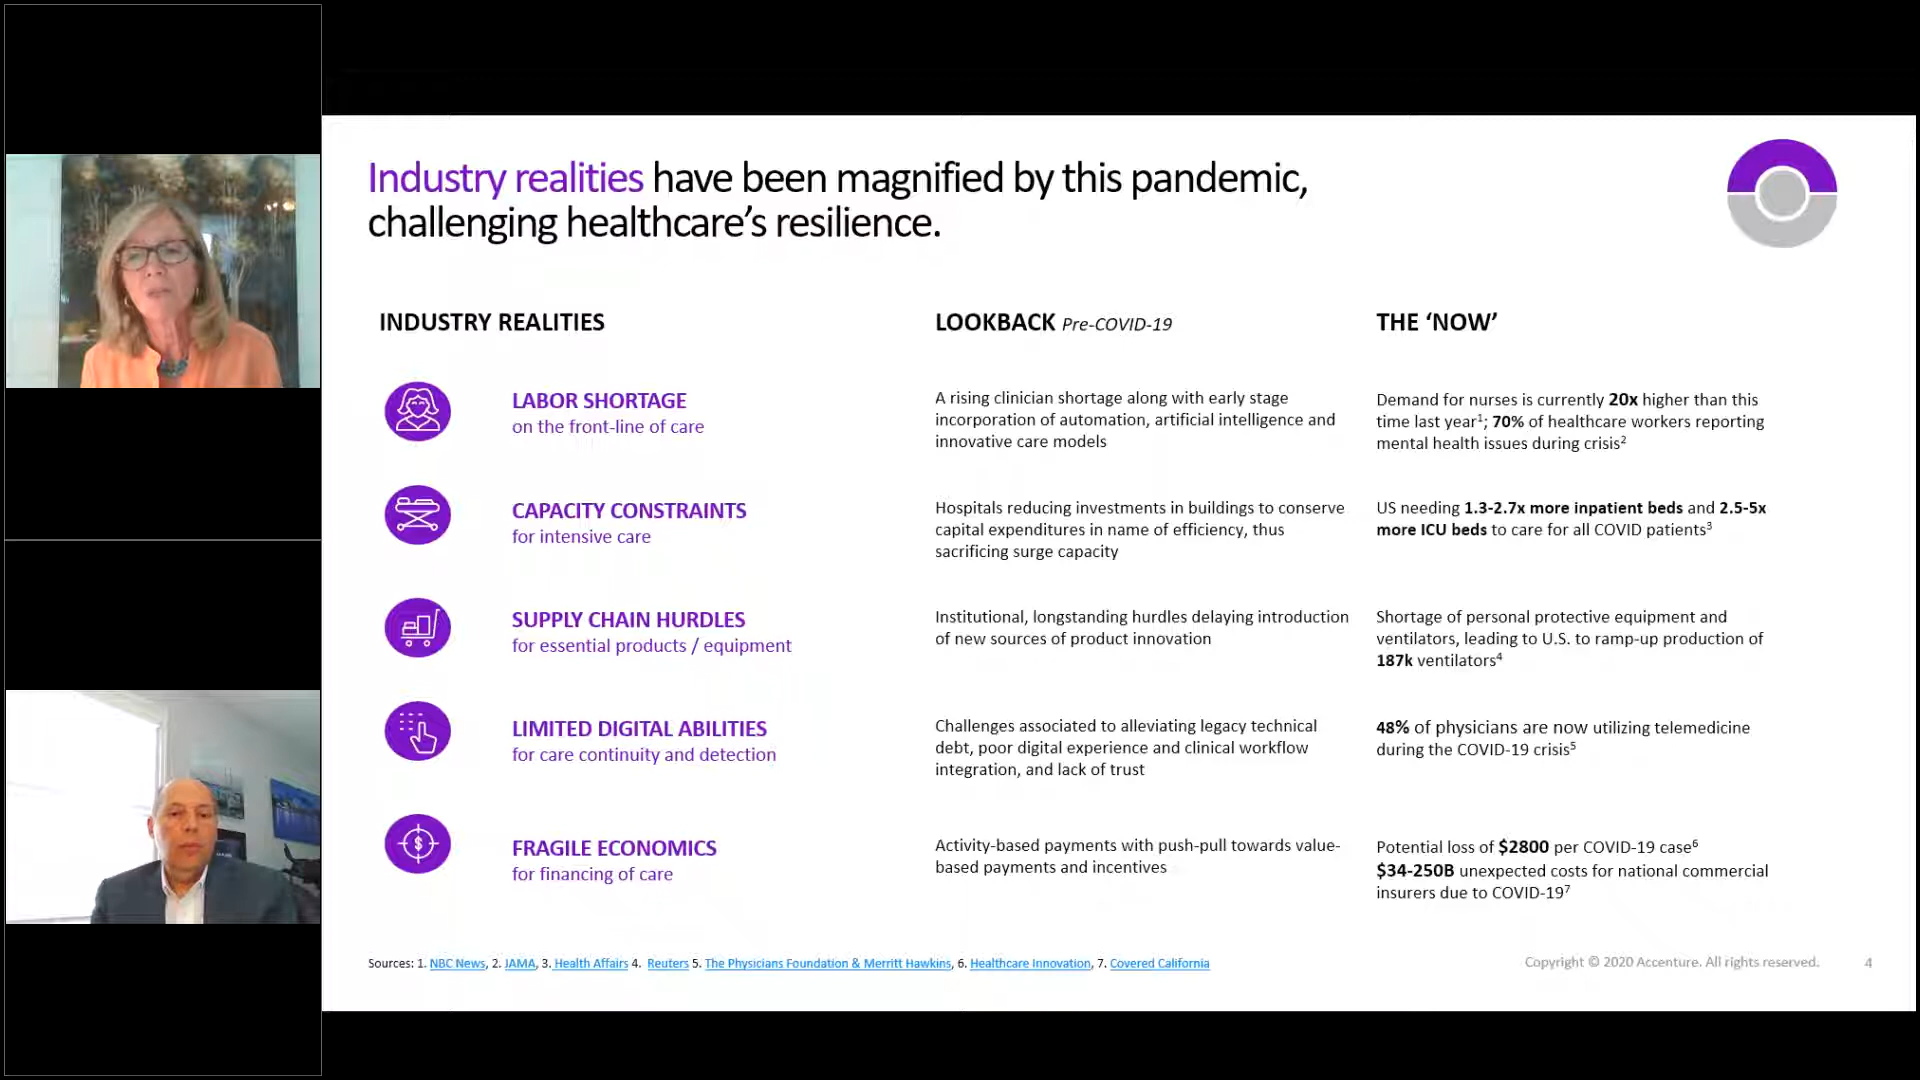 Industry realities have been magnified by this pandemic,
challenging healthcare’s resilience.
INDUSTRY REALITIES
LOOKBACK Pre-COVID-19
THE ‘NOW’
LABOR SHORTAGE
on the front-line of care
A rising clinician shortage along with early stage
incorporation of automation, artificial intelligence and
innovative care models
Demand for nurses is currently 20x higher than this
time last year¹; 70% of healthcare workers reporting
mental health issues during crisis²
CAPACITY CONSTRAINTS
for intensive care
Hospitals reducing investments in buildings to conserve
capital expenditures in name of efficiency, thus
sacrificing surge capacity
US needing 1.3-2.7x more inpatient beds and 2.5-5x
more ICU beds to care for all COVID patients³
SUPPLY CHAIN HURDLES
for essential products / equipment
Institutional, longstanding hurdles delaying introduction
of new sources of product innovation
Shortage of personal protective equipment and
ventilators, leading to U.S. to ramp-up production of
187k ventilators⁴
LIMITED DIGITAL ABILITIES
for care continuity and detection
Challenges associated to alleviating legacy technical
debt, poor digital experience and clinical workflow
integration, and lack of trust
48% of physicians are now utilizing telemedicine
during the COVID-19 crisis⁵
FRAGILE ECONOMICS
for financing of care
Activity-based payments with push-pull towards value-
based payments and incentives
Potential loss of $2800 per COVID-19 case⁶
$34-250B unexpected costs for national commercial
insurers due to COVID-19⁷
Sources: 1. NBC News, 2. JAMA, 3. Health Affairs 4. Reuters 5. The Physicians Foundation & Merritt Hawkins, 6. Healthcare Innovation, 7. Covered California
Copyright © 2020 Accenture. All rights reserved. 4